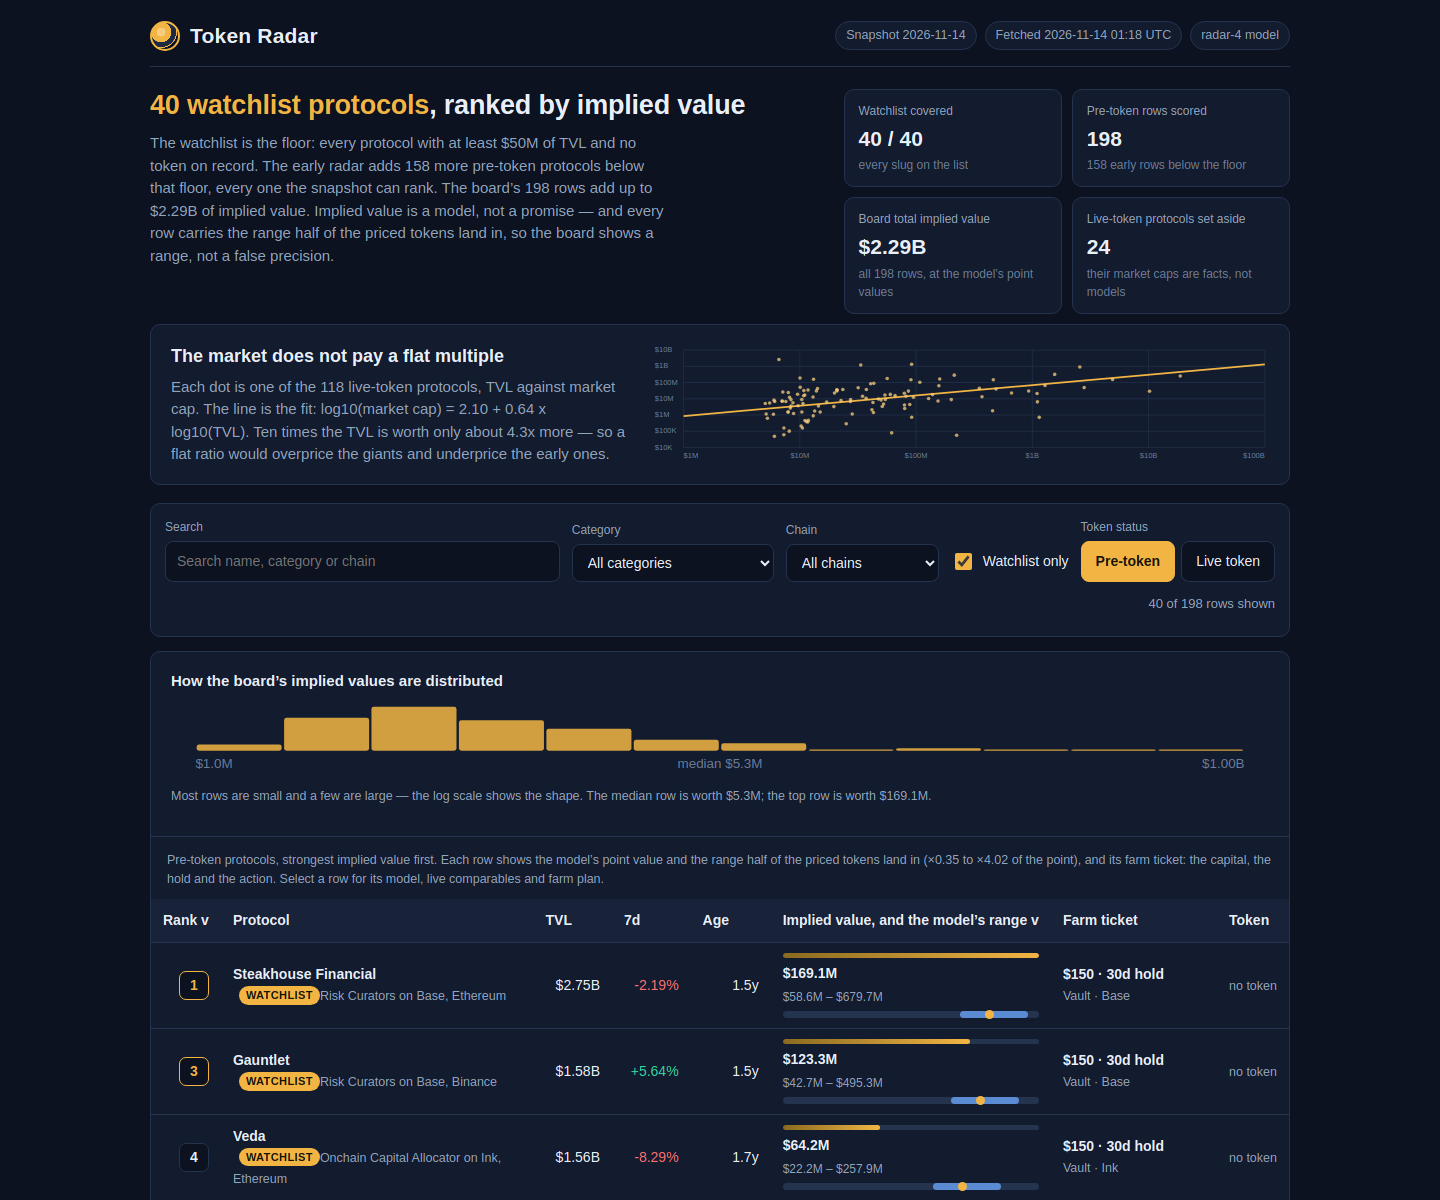 Token Radar
Snapshot 2026-11-14
Fetched 2026-11-14 01:18 UTC
radar-4 model
40 watchlist protocols, ranked by implied value
The watchlist is the floor: every protocol with at least $50M of TVL and no
token on record. The early radar adds 158 more pre-token protocols below
that floor, every one the snapshot can rank. The board’s 198 rows add up to
$2.29B of implied value. Implied value is a model, not a promise — and every
row carries the range half of the priced tokens land in, so the board shows a
range, not a false precision.
Watchlist covered
40 / 40
every slug on the list
Pre-token rows scored
198
158 early rows below the floor
Board total implied value
$2.29B
all 198 rows, at the model’s point
values
Live-token protocols set aside
24
their market caps are facts, not
models
The market does not pay a flat multiple
Each dot is one of the 118 live-token protocols, TVL against market
cap. The line is the fit: log10(market cap) = 2.10 + 0.64 x
log10(TVL). Ten times the TVL is worth only about 4.3x more — so a
flat ratio would overprice the giants and underprice the early ones.
$10B
$1B
$100M
$10M
$1M
$100K
$10K
$1M
$10M
$100M
$1B
$10B
$100B
Search
Search name, category or chain
Category
All categories
Chain
All chains
Watchlist only
Token status
Pre-token
Live token
40 of 198 rows shown
How the board’s implied values are distributed
$1.0M
median $5.3M
$1.00B
Most rows are small and a few are large — the log scale shows the shape. The median row is worth $5.3M; the top row is worth $169.1M.
Pre-token protocols, strongest implied value first. Each row shows the model’s point value and the range half of the priced tokens land in (×0.35 to ×4.02 of the point), and its farm ticket: the capital, the
hold and the action. Select a row for its model, live comparables and farm plan.
Rank v
Protocol
TVL
7d
Age
Implied value, and the model’s range v
Farm ticket
Token
1
Steakhouse Financial
WATCHLIST Risk Curators on Base, Ethereum
$2.75B
-2.19%
1.5y
$169.1M
$58.6M – $679.7M
$150 · 30d hold
Vault · Base
no token
3
Gauntlet
WATCHLIST Risk Curators on Base, Binance
$1.58B
+5.64%
1.5y
$123.3M
$42.7M – $495.3M
$150 · 30d hold
Vault · Base
no token
4
Veda
WATCHLIST Onchain Capital Allocator on Ink,
Ethereum
$1.56B
-8.29%
1.7y
$64.2M
$22.2M – $257.9M
$150 · 30d hold
Vault · Ink
no token